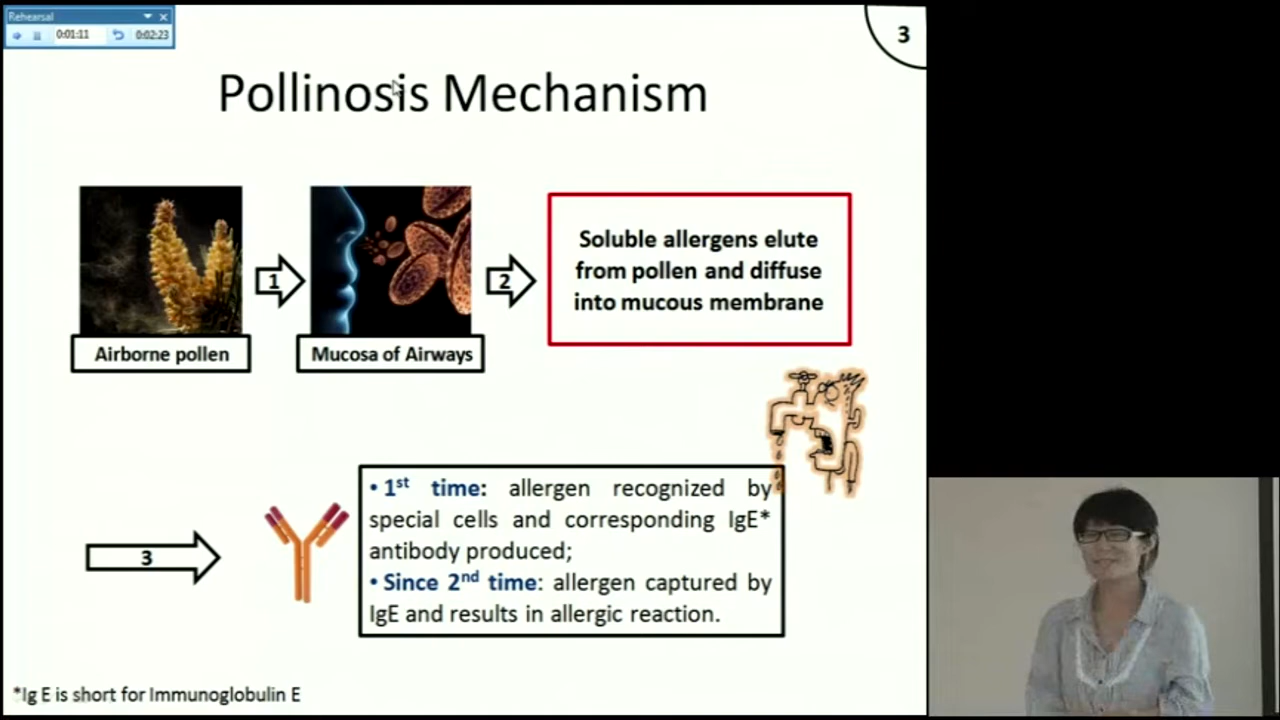 Rehearsal
0:01:11
0:02:23
3
Pollinosis Mechanism
1
2
Soluble allergens elute
from pollen and diffuse
into mucous membrane
Airborne pollen
Mucosa of Airways
3
• 1st time: allergen recognized by
special cells and corresponding IgE*
antibody produced;
• Since 2nd time: allergen captured by
IgE and results in allergic reaction.
*Ig E is short for Immunoglobulin E